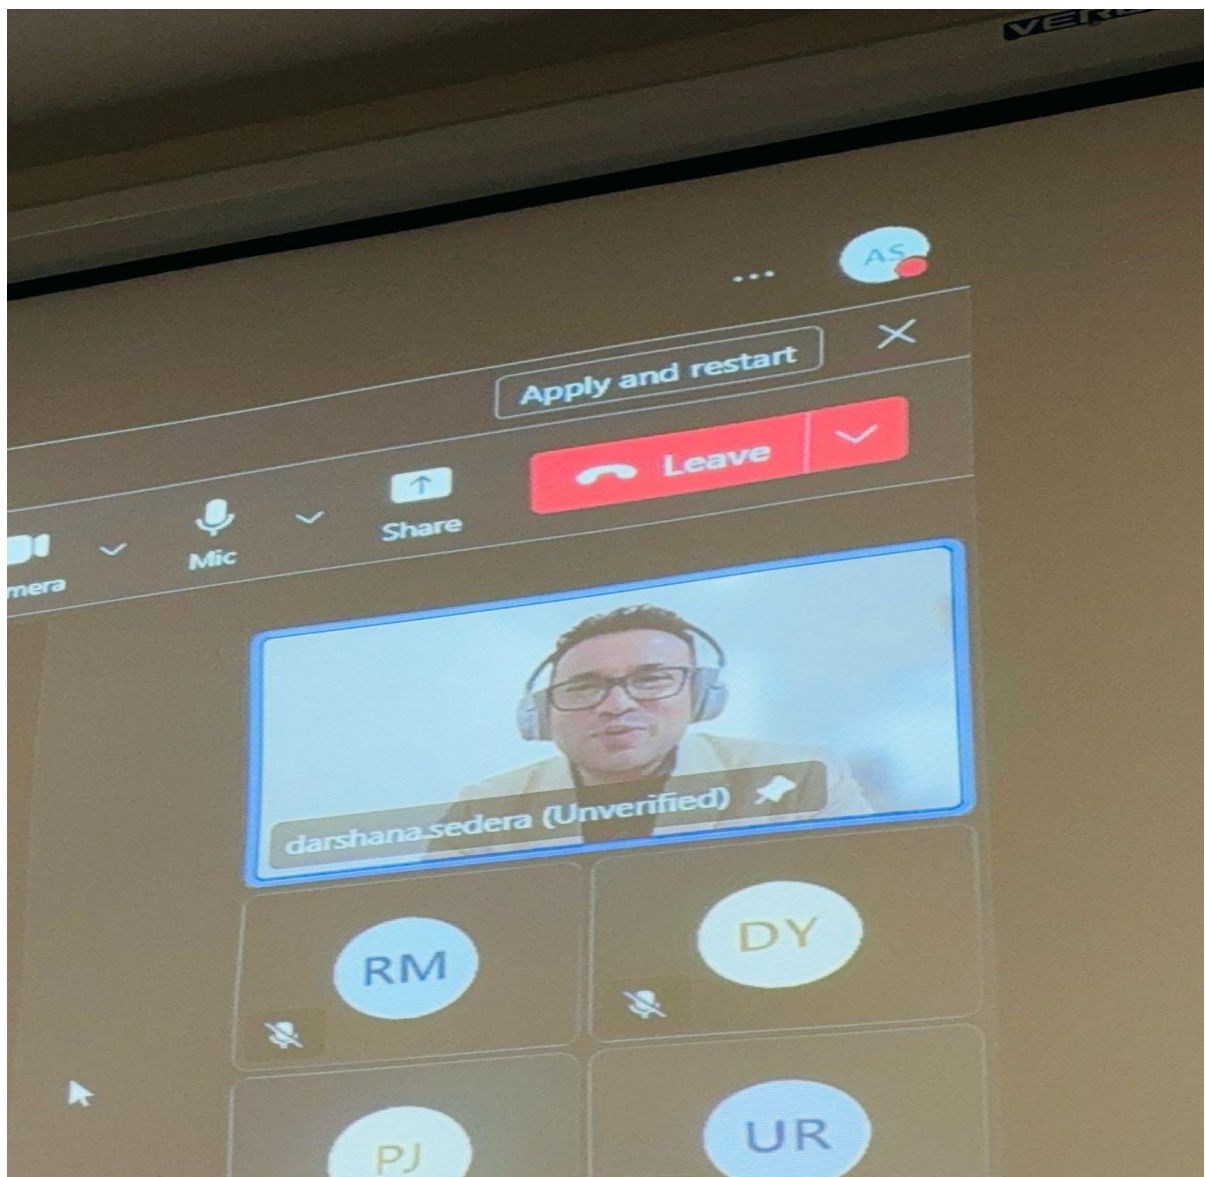 AS
Apply and restart
Leave
Share
Mic
mera
darshana.sedera (Unverified)
RM
DY
PJ
UR